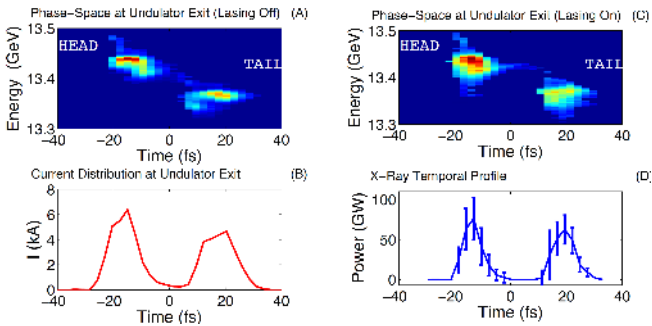 Phase-Space at Undulator Exit (Lasing Off) (A)
13.5
HEAD
13.4
TAIL
13.3
Energy (GeV)
-40 -20 0 20 40
Time (fs)
Phase-Space at Undulator Exit (Lasing On) (C)
13.5
HEAD
13.4
TAIL
13.3
Energy (GeV)
-40 -20 0 20 40
Time (fs)
Current Distribution at Undulator Exit (B)
8
6
4
2
0
I (kA)
-40 -20 0 20 40
Time (fs)
X-Ray Temporal Profile (D)
100
50
0
Power (GW)
-40 -20 0 20 40
Time (fs)